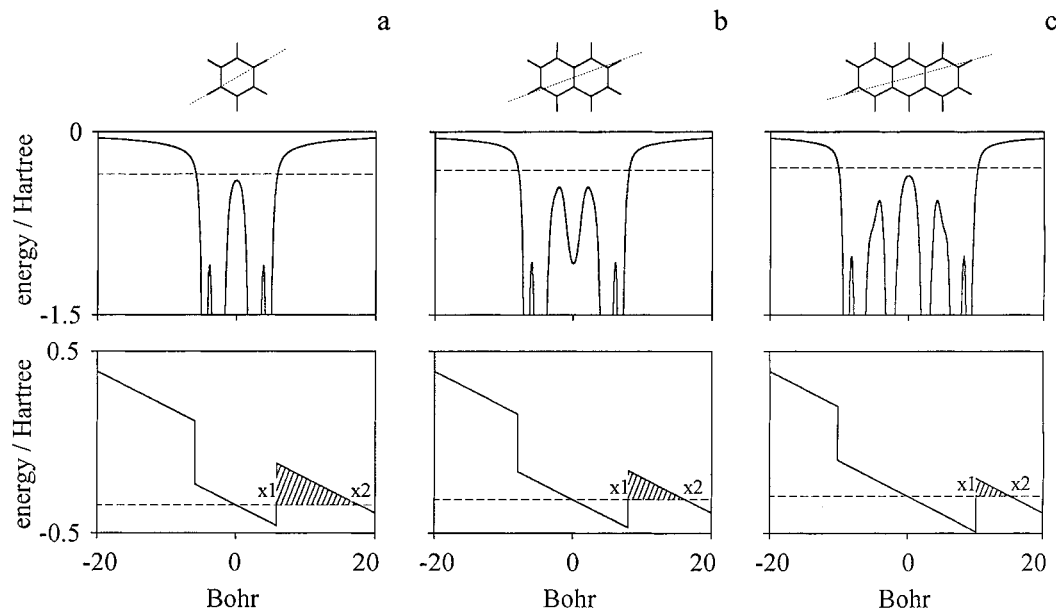 a b c
0
energy / Hartree
-1.5
0.5
energy / Hartree
x1 x2 x1 x2 x1 x2
-0.5
-20 0 20 -20 0 20 -20 0 20
Bohr Bohr Bohr